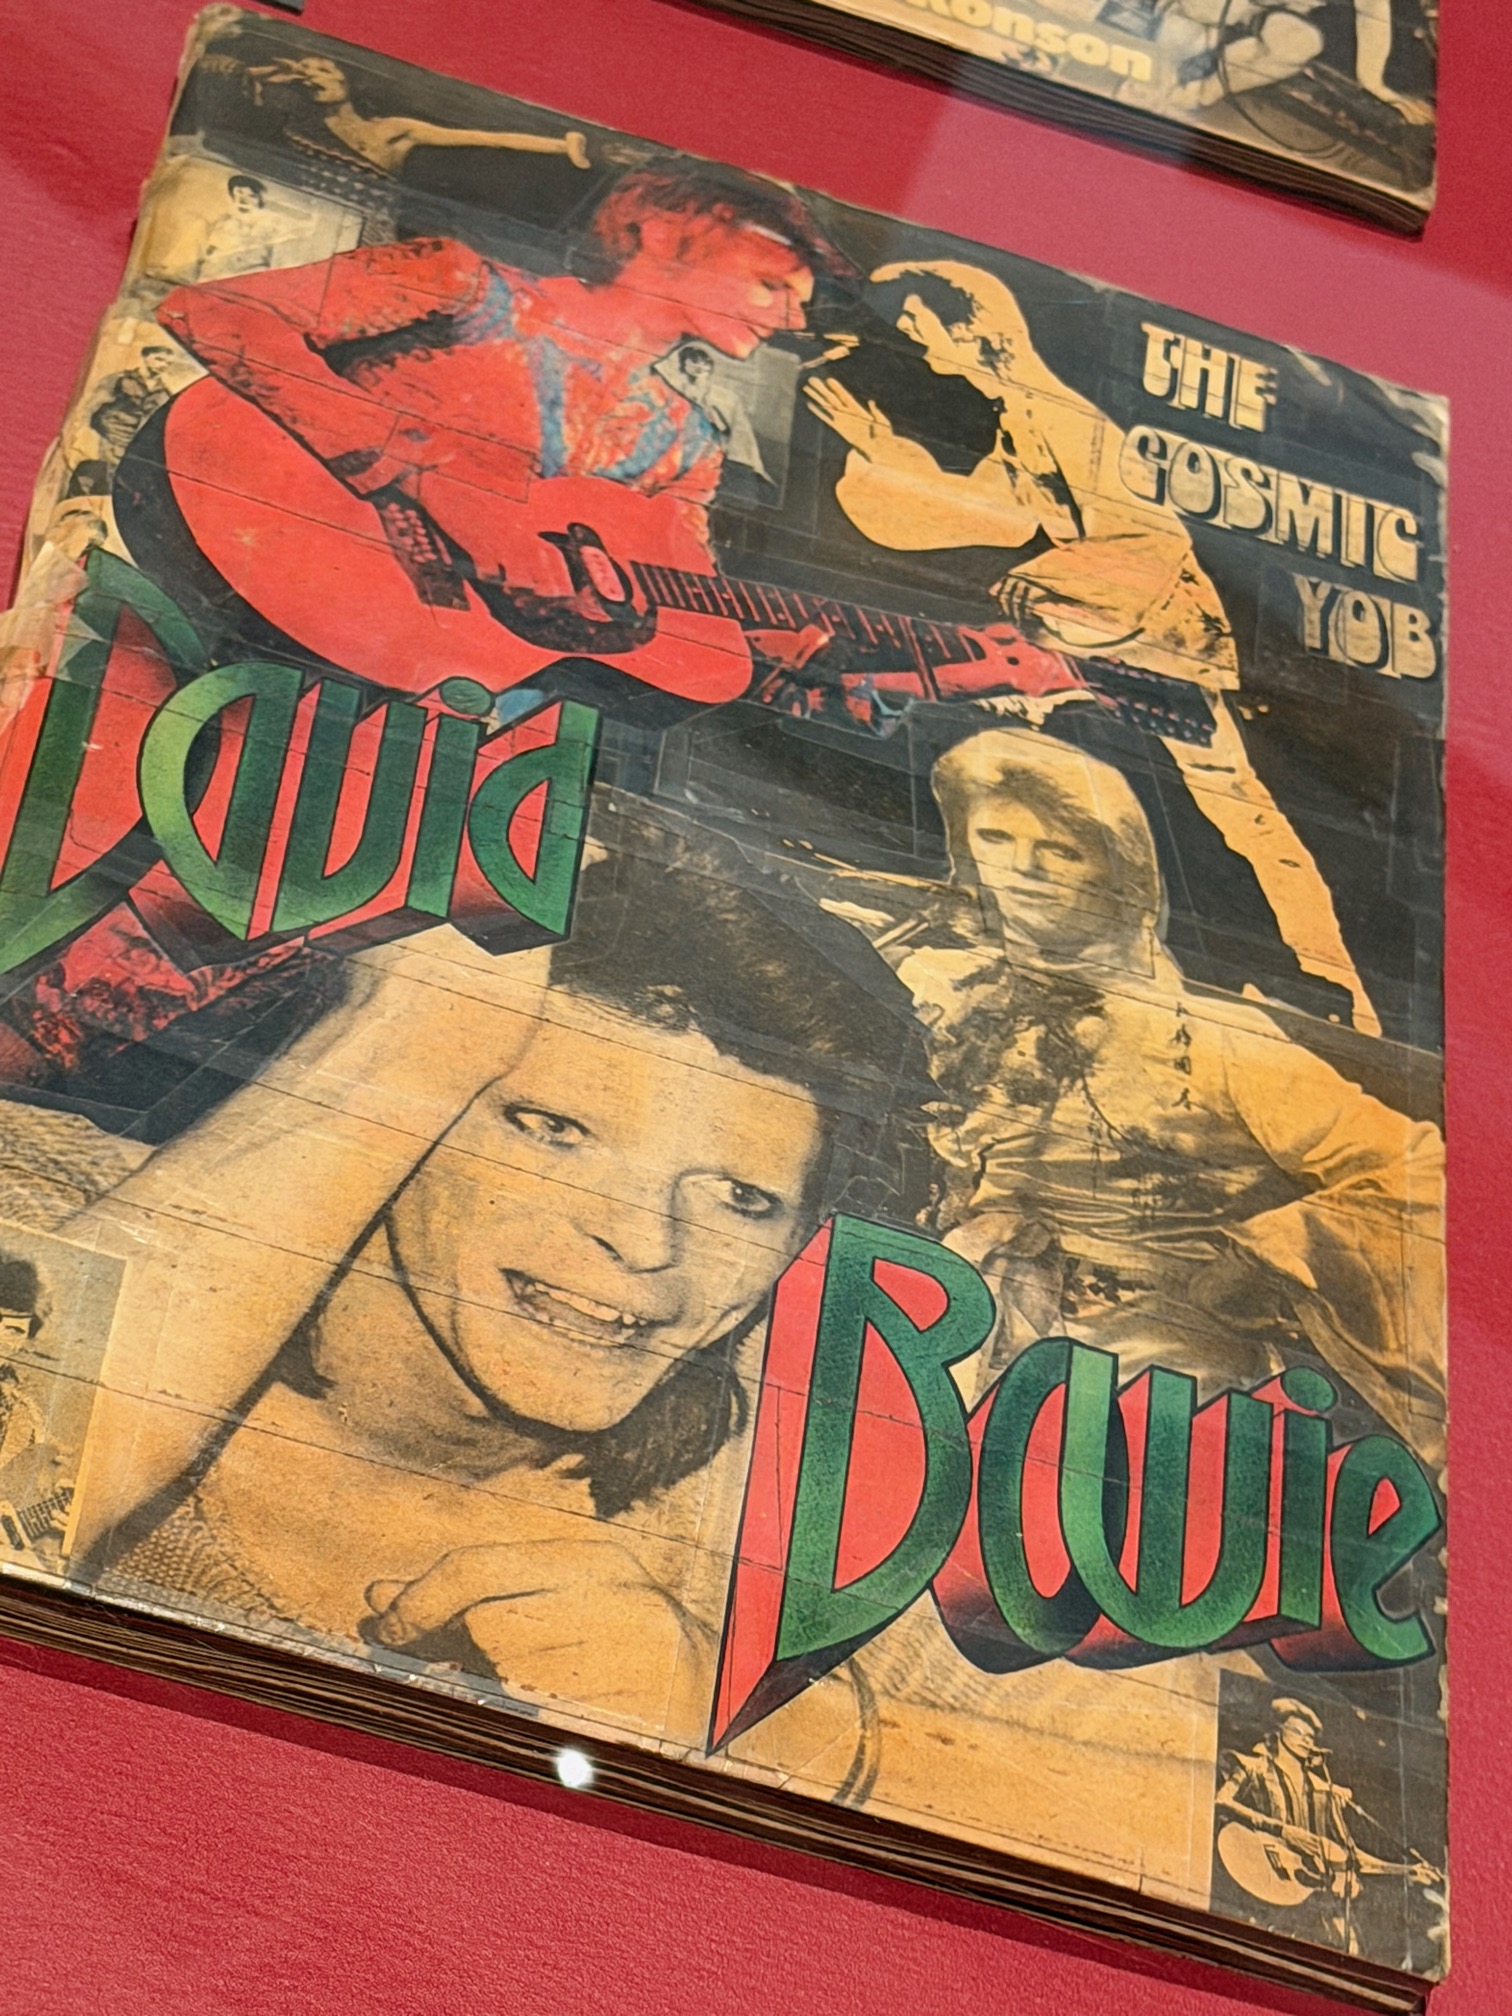 Ronson
THE
COSMIC
YOB
David
Bowie